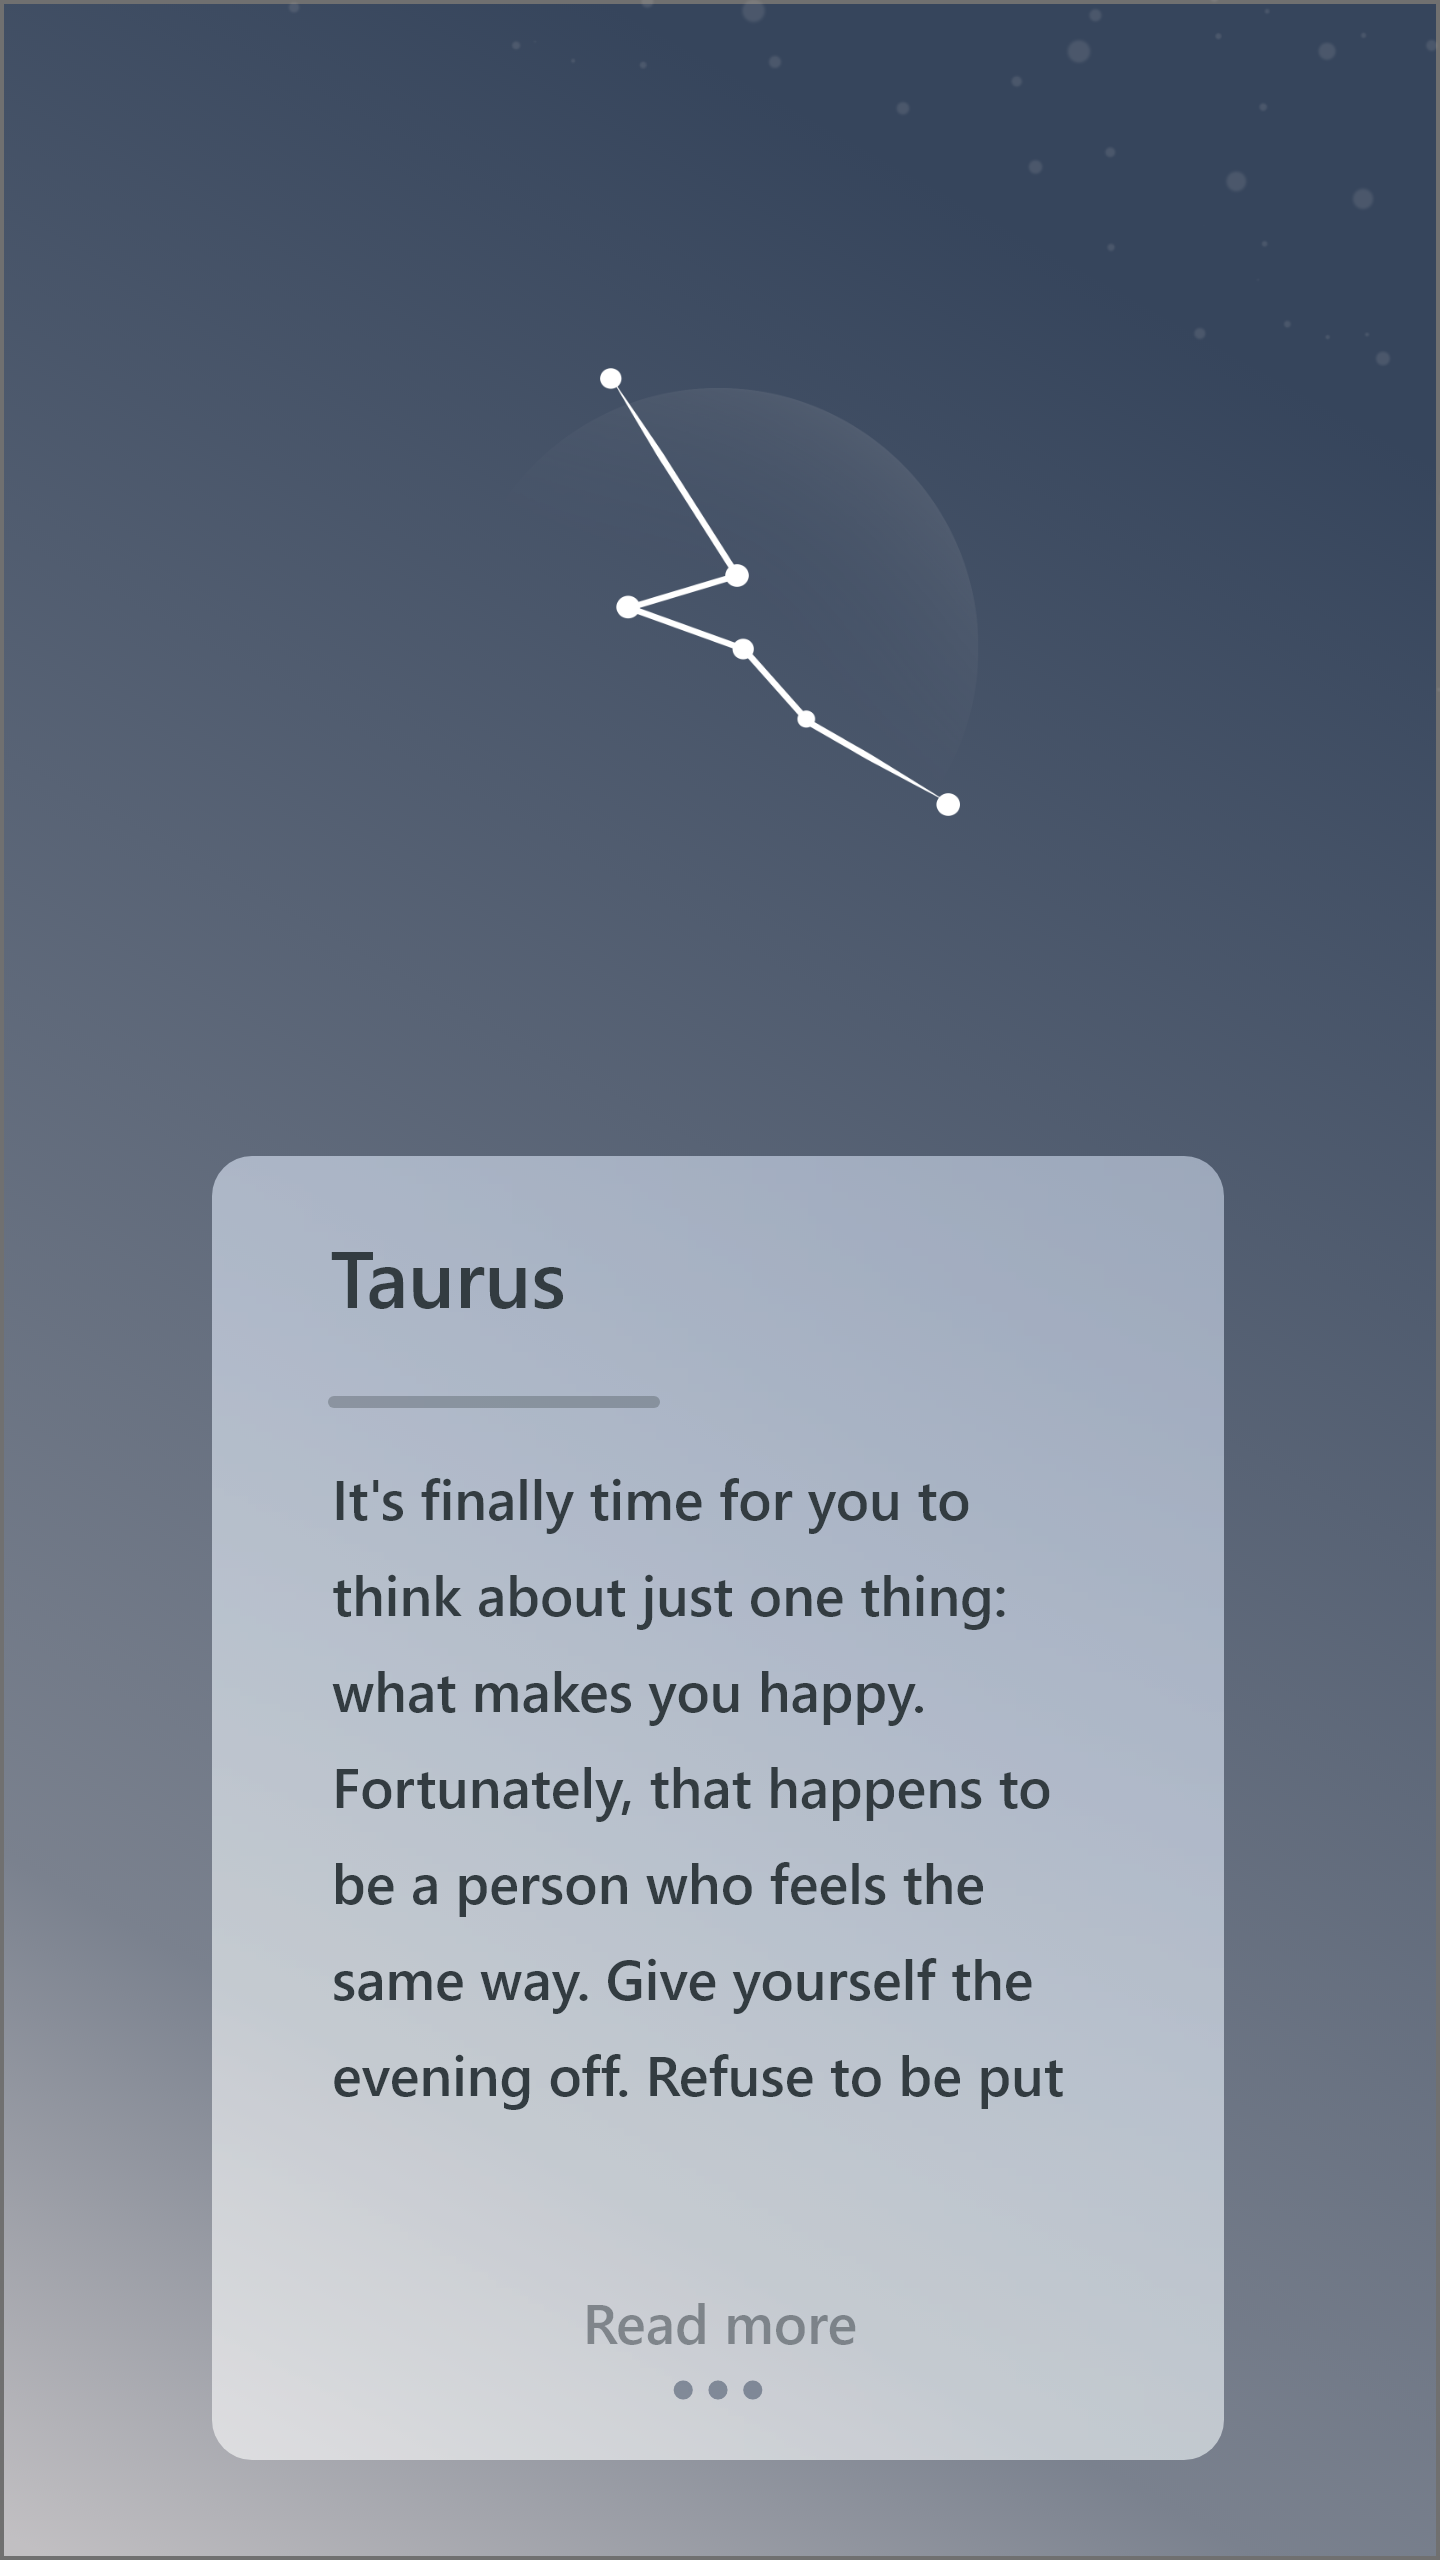 Taurus
It's finally time for you to
think about just one thing:
what makes you happy.
Fortunately, that happens to
be a person who feels the
same way. Give yourself the
evening off. Refuse to be put
Read more